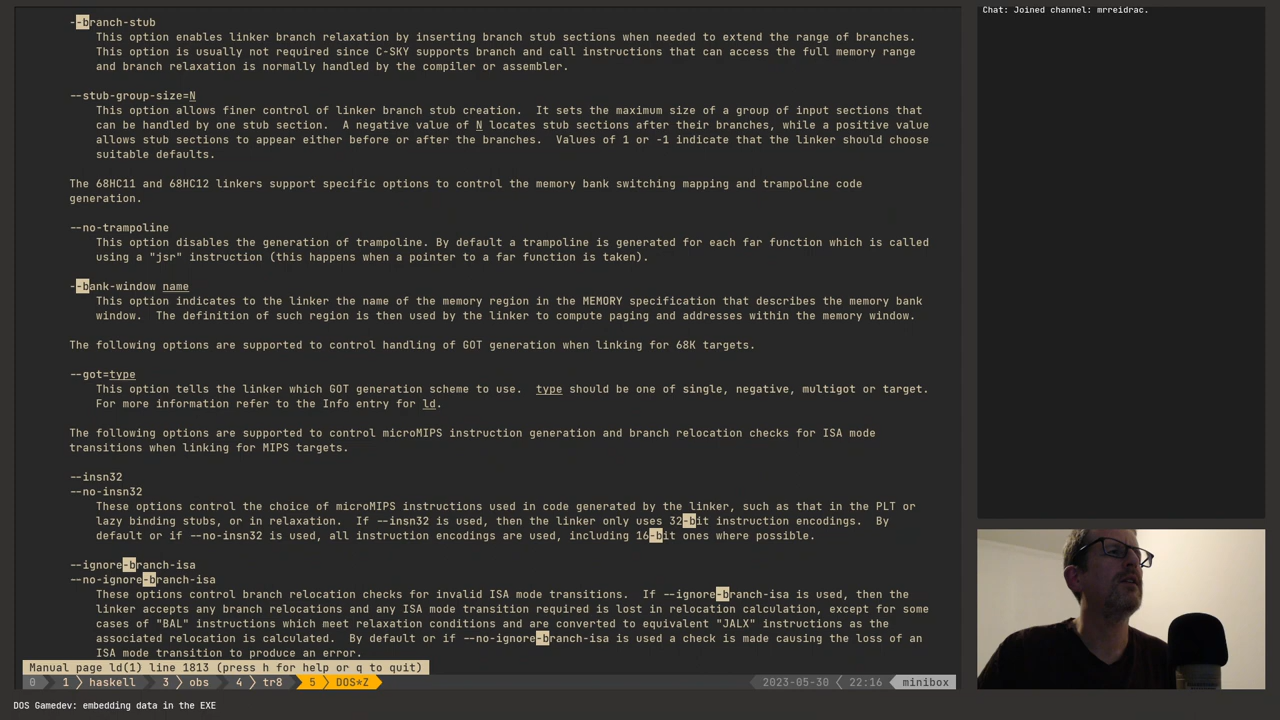 --branch-stub
This option enables linker branch relaxation by inserting branch stub sections when needed to extend the range of branches.
This option is usually not required since C-SKY supports branch and call instructions that can access the full memory range
and branch relaxation is normally handled by the compiler or assembler.
--stub-group-size=N
This option allows finer control of linker branch stub creation.  It sets the maximum size of a group of input sections that
can be handled by one stub section.  A negative value of N locates stub sections after their branches, while a positive value
allows stub sections to appear either before or after the branches.  Values of 1 or -1 indicate that the linker should choose
suitable defaults.
The 68HC11 and 68HC12 linkers support specific options to control the memory bank switching mapping and trampoline code
generation.
--no-trampoline
This option disables the generation of trampoline. By default a trampoline is generated for each far function which is called
using a "jsr" instruction (this happens when a pointer to a far function is taken).
--bank-window name
This option indicates to the linker the name of the memory region in the MEMORY specification that describes the memory bank
window.  The definition of such region is then used by the linker to compute paging and addresses within the memory window.
The following options are supported to control handling of GOT generation when linking for 68K targets.
--got=type
This option tells the linker which GOT generation scheme to use.  type should be one of single, negative, multigot or target.
For more information refer to the Info entry for ld.
The following options are supported to control microMIPS instruction generation and branch relocation checks for ISA mode
transitions when linking for MIPS targets.
--insn32
--no-insn32
These options control the choice of microMIPS instructions used in code generated by the linker, such as that in the PLT or
lazy binding stubs, or in relaxation.  If --insn32 is used, then the linker only uses 32-bit instruction encodings.  By
default or if --no-insn32 is used, all instruction encodings are used, including 16-bit ones where possible.
--ignore-branch-isa
--no-ignore-branch-isa
These options control branch relocation checks for invalid ISA mode transitions.  If --ignore-branch-isa is used, then the
linker accepts any branch relocations and any ISA mode transition required is lost in relocation calculation, except for some
cases of "BAL" instructions which meet relaxation conditions and are converted to equivalent "JALX" instructions as the
associated relocation is calculated.  By default or if --no-ignore-branch-isa is used a check is made causing the loss of an
ISA mode transition to produce an error.
Manual page ld(1) line 1813 (press h for help or q to quit)
0 1 haskell 3 obs 4 tr8 5 DOS*Z 2023-05-30 22:16 minibox
DOS Gamedev: embedding data in the EXE
Chat: Joined channel: mrreidrac.